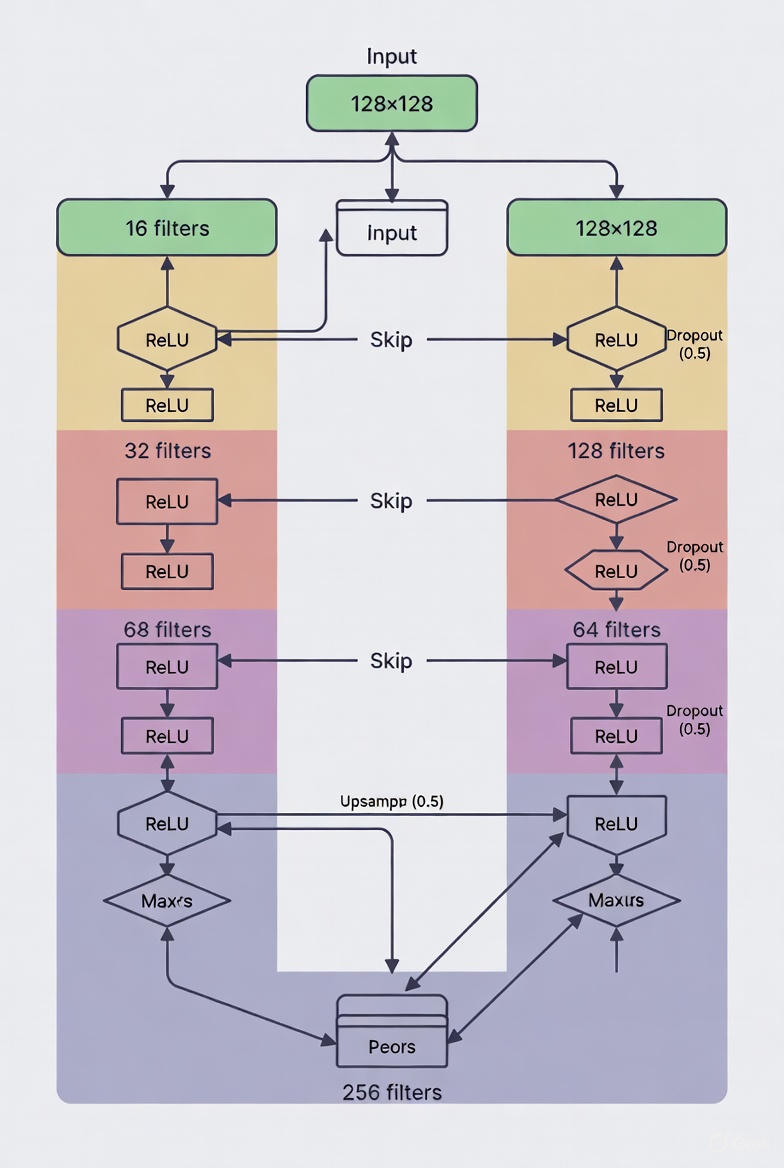 Input
128×128
16 filters
Input
128×128
ReLU
Skip
ReLU
Dropout
(0.5)
ReLU
ReLU
32 filters
128 filters
ReLU
Skip
ReLU
ReLU
ReLU
Dropout
(0.5)
68 filters
64 filters
ReLU
Skip
ReLU
ReLU
ReLU
Dropout
(0.5)
Upsampp (0.5)
ReLU
ReLU
Peors
256 filters